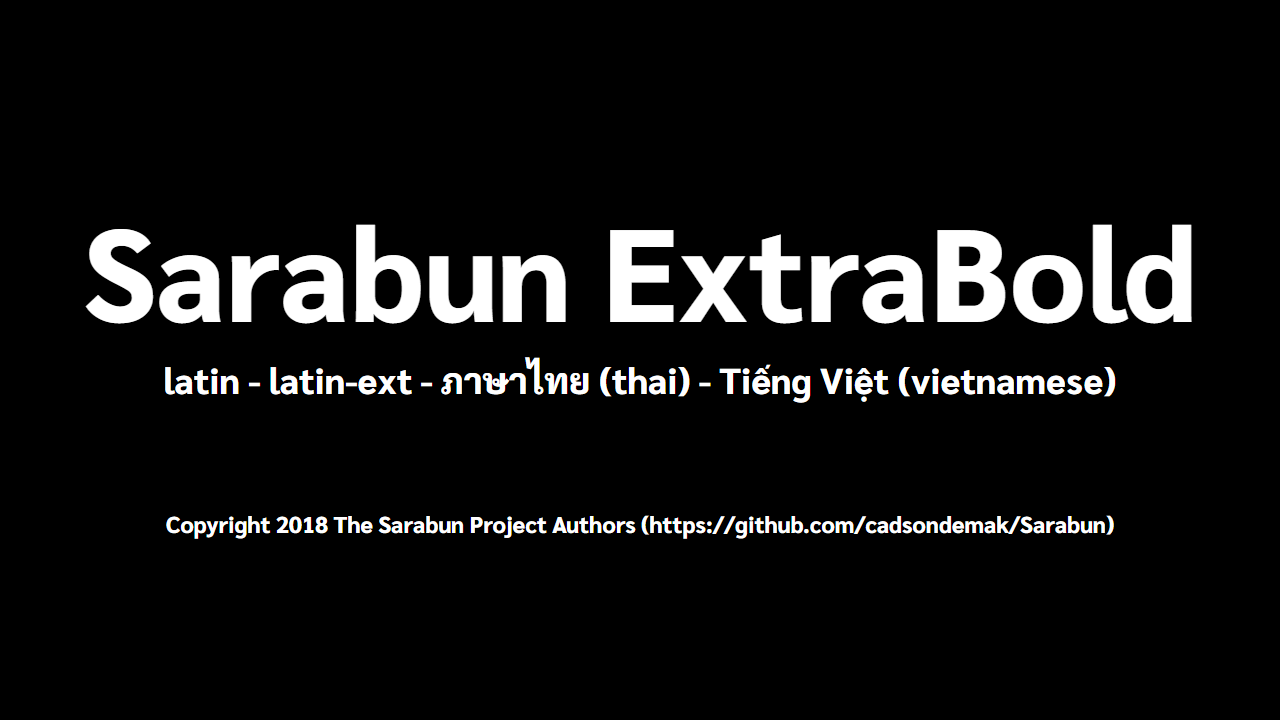 Sarabun ExtraBold
latin - latin-ext - ภาษาไทย (thai) - Tiếng Việt (vietnamese)
Copyright 2018 The Sarabun Project Authors (https://github.com/cadsondemak/Sarabun)